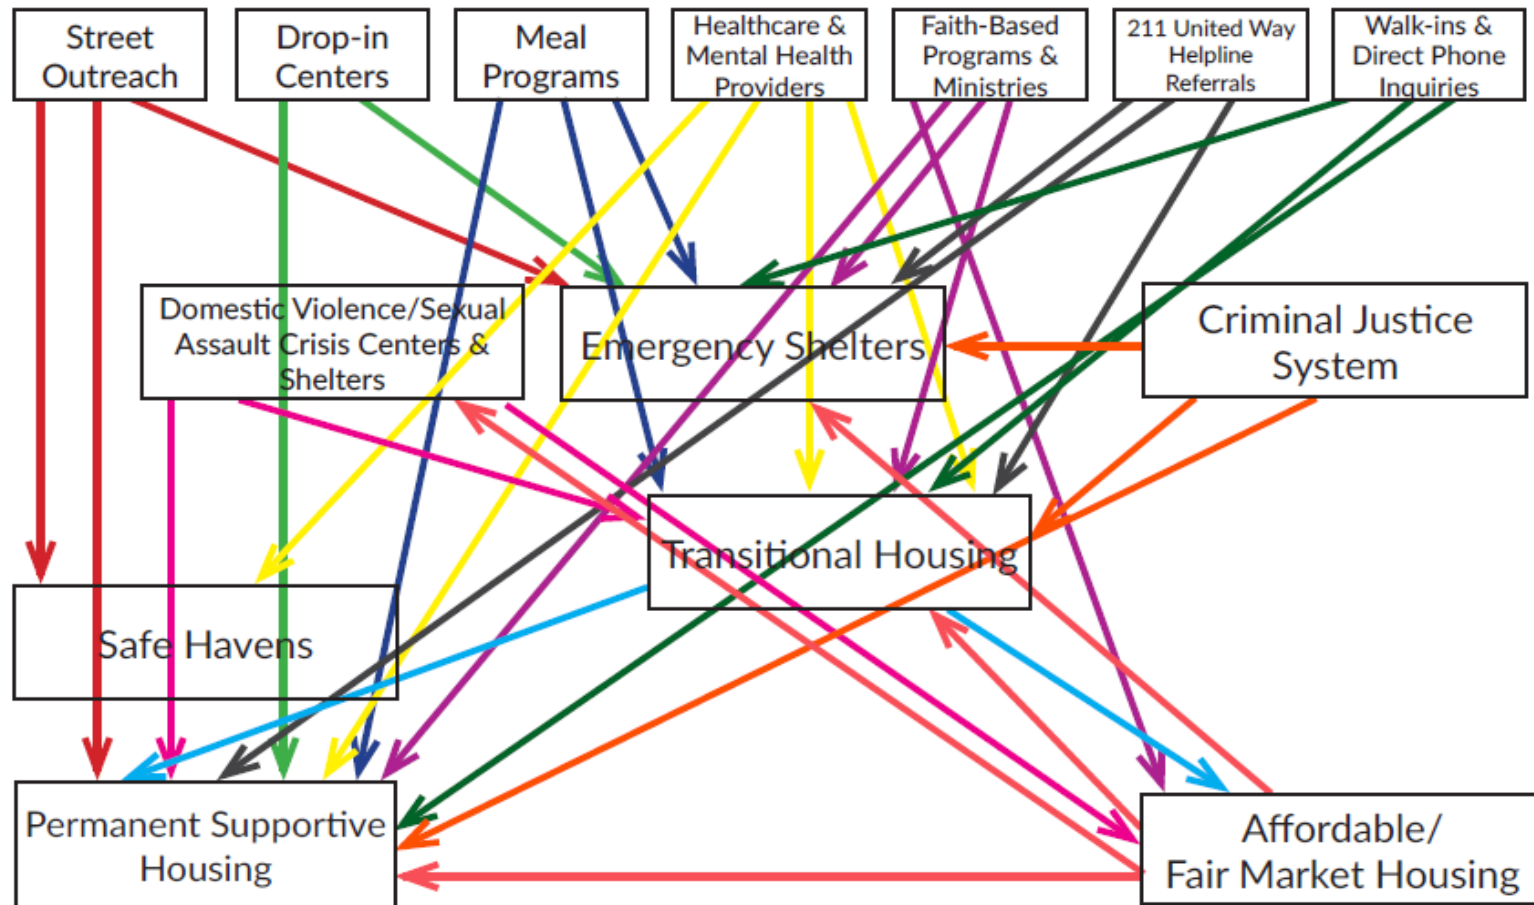 Street
Outreach
Drop-in
Centers
Meal
Programs
Healthcare &
Mental Health
Providers
Faith-Based
Programs &
Ministries
211 United Way
Helpline
Referrals
Walk-ins &
Direct Phone
Inquiries
Domestic Violence/Sexual
Assault Crisis Centers &
Shelters
Emergency Shelters
Criminal Justice
System
Transitional Housing
Safe Havens
Permanent Supportive
Housing
Affordable/
Fair Market Housing